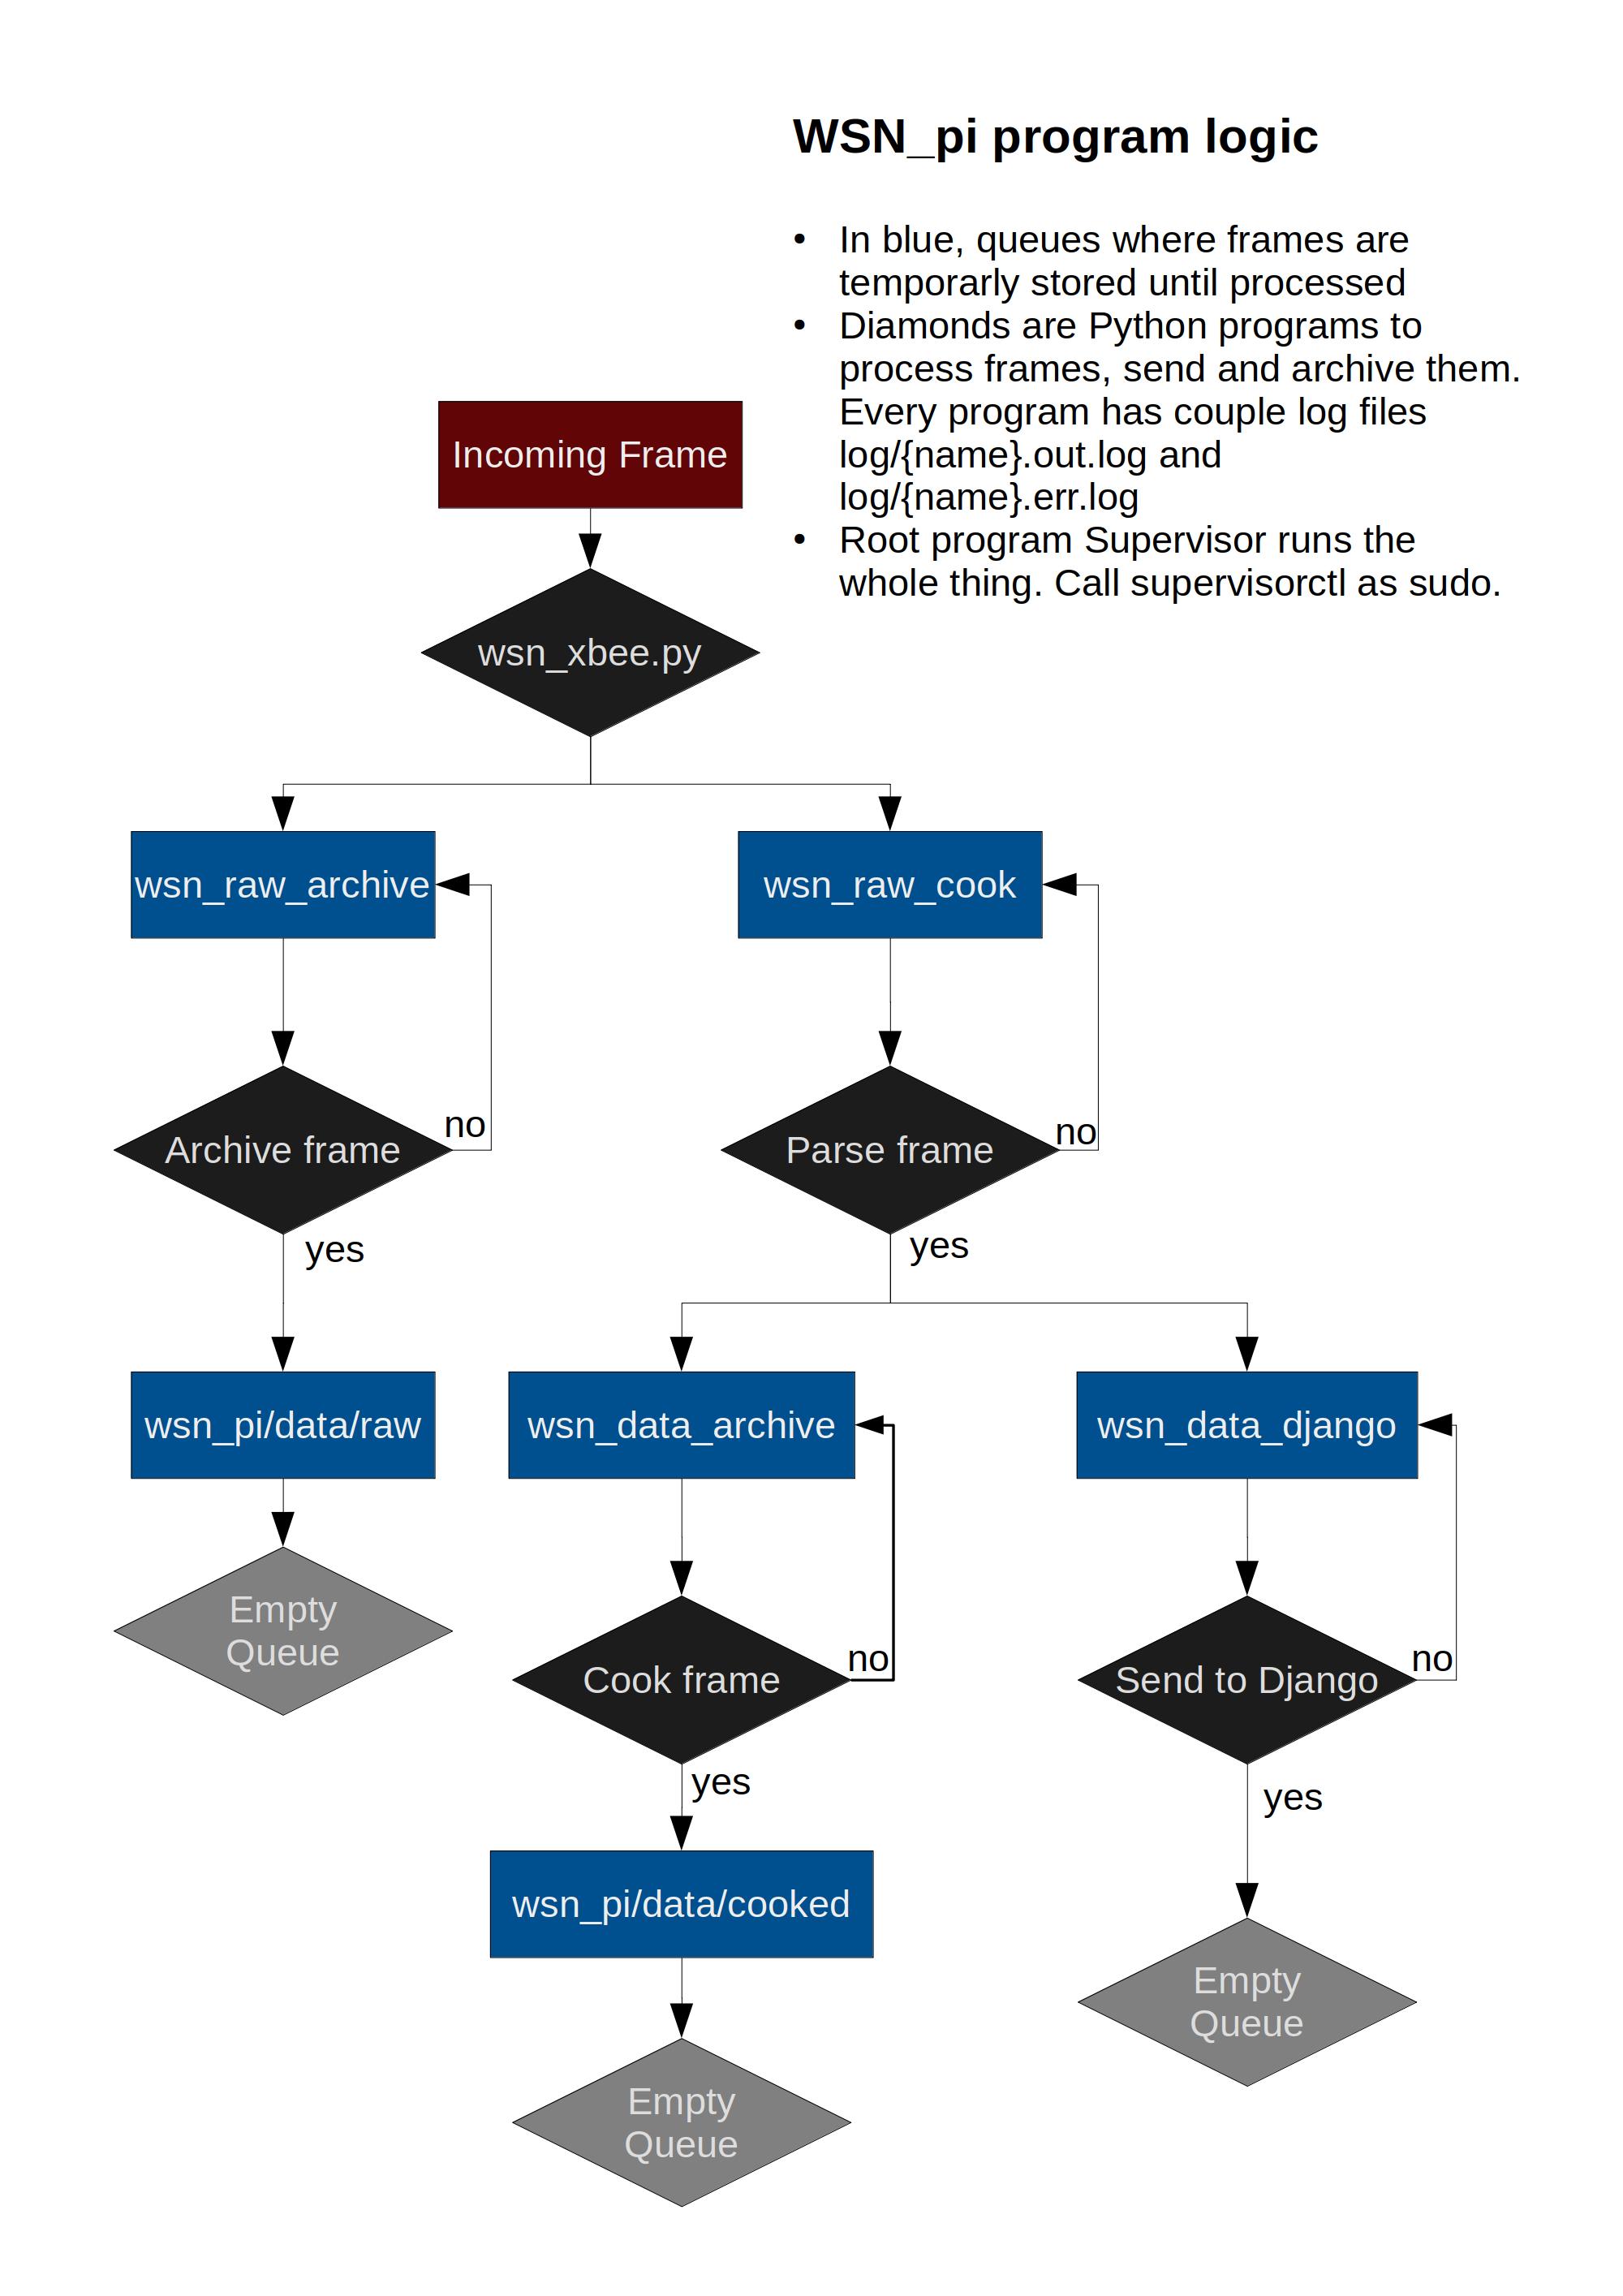 WSN_pi program logic
• In blue, queues where frames are
temporarly stored until processed
• Diamonds are Python programs to
process frames, send and archive them.
Every program has couple log files
log/{name}.out.log and
log/{name}.err.log
• Root program Supervisor runs the
whole thing. Call supervisorctl as sudo.
Incoming Frame
wsn_xbee.py
wsn_raw_archive
wsn_raw_cook
Archive frame
no
Parse frame
no
yes
yes
wsn_pi/data/raw
wsn_data_archive
wsn_data_django
Empty
Queue
Cook frame
no
Send to Django
no
yes
yes
wsn_pi/data/cooked
Empty
Queue
Empty
Queue